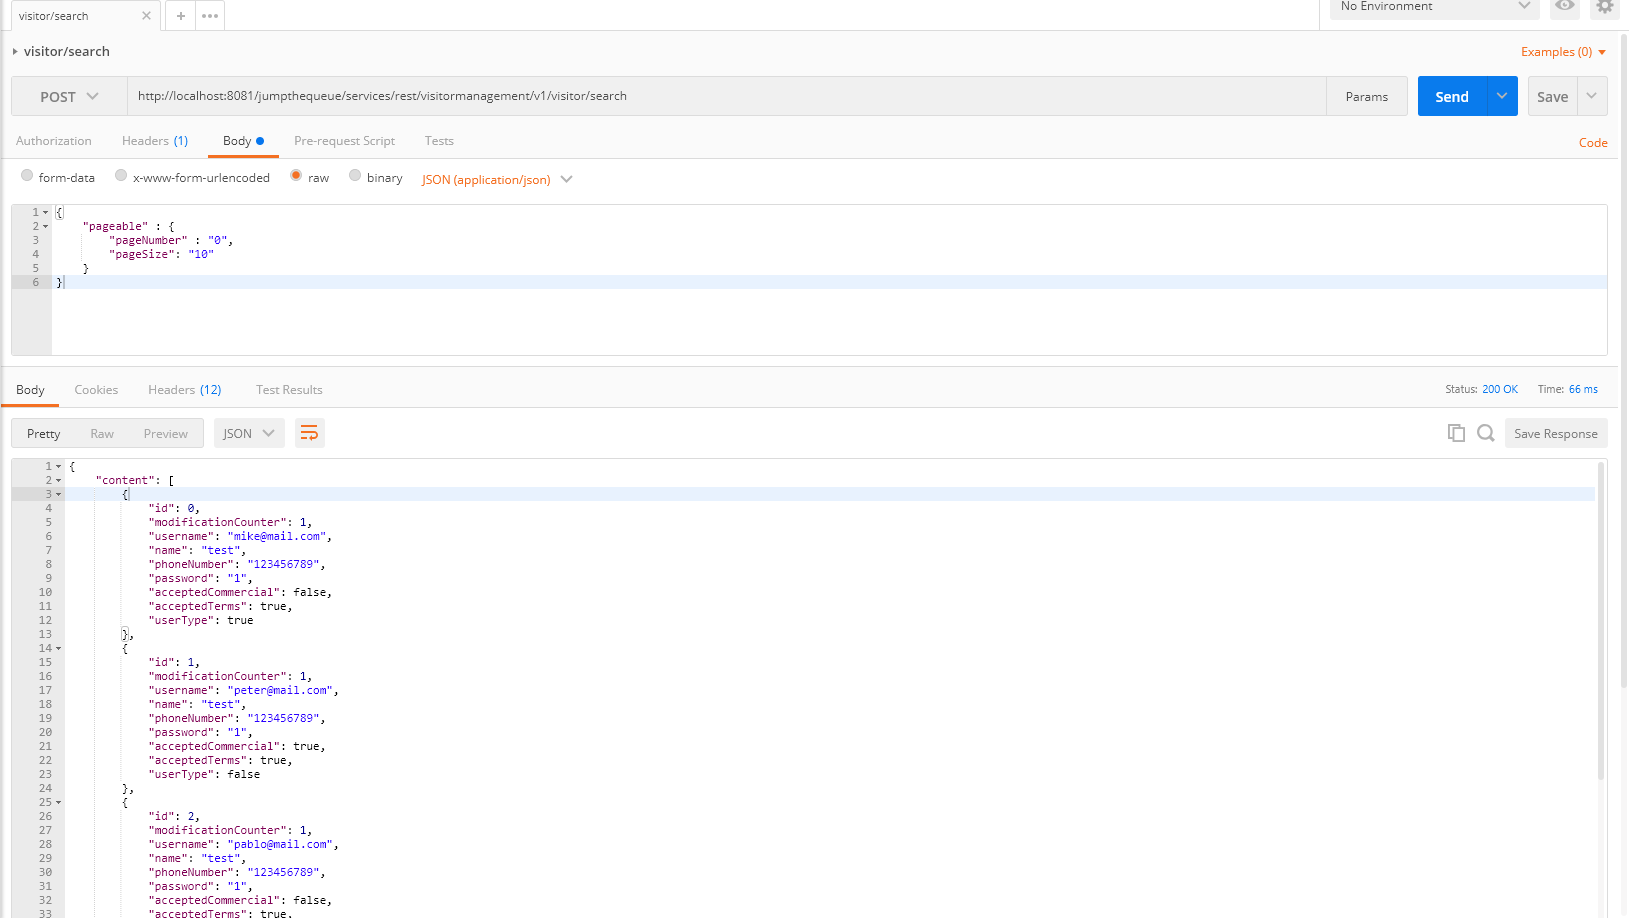 visitor/search
No Environment
visitor/search
Examples (0)
POST
http://localhost:8081/jumpthequeue/services/rest/visitormanagement/v1/visitor/search
Params
Send
Save
Authorization
Headers (1)
Body
Pre-request Script
Tests
Code
form-data
x-www-form-urlencoded
raw
binary
JSON (application/json)
1 {
2 "pageable" : {
3 "pageNumber" : "0",
4 "pageSize": "10"
5 }
6 }
Body
Cookies
Headers (12)
Test Results
Status: 200 OK
Time: 66 ms
Pretty
Raw
Preview
JSON
Save Response
1 {
2 "content": [
3 {
4 "id": 0,
5 "modificationCounter": 1,
6 "username": "mike@mail.com",
7 "name": "test",
8 "phoneNumber": "123456789",
9 "password": "1",
10 "acceptedCommercial": false,
11 "acceptedTerms": true,
12 "userType": true
13 },
14 {
15 "id": 1,
16 "modificationCounter": 1,
17 "username": "peter@mail.com",
18 "name": "test",
19 "phoneNumber": "123456789",
20 "password": "1",
21 "acceptedCommercial": true,
22 "acceptedTerms": true,
23 "userType": false
24 },
25 {
26 "id": 2,
27 "modificationCounter": 1,
28 "username": "pablo@mail.com",
29 "name": "test",
30 "phoneNumber": "123456789",
31 "password": "1",
32 "acceptedCommercial": false,
33 "acceptedTerms": true,